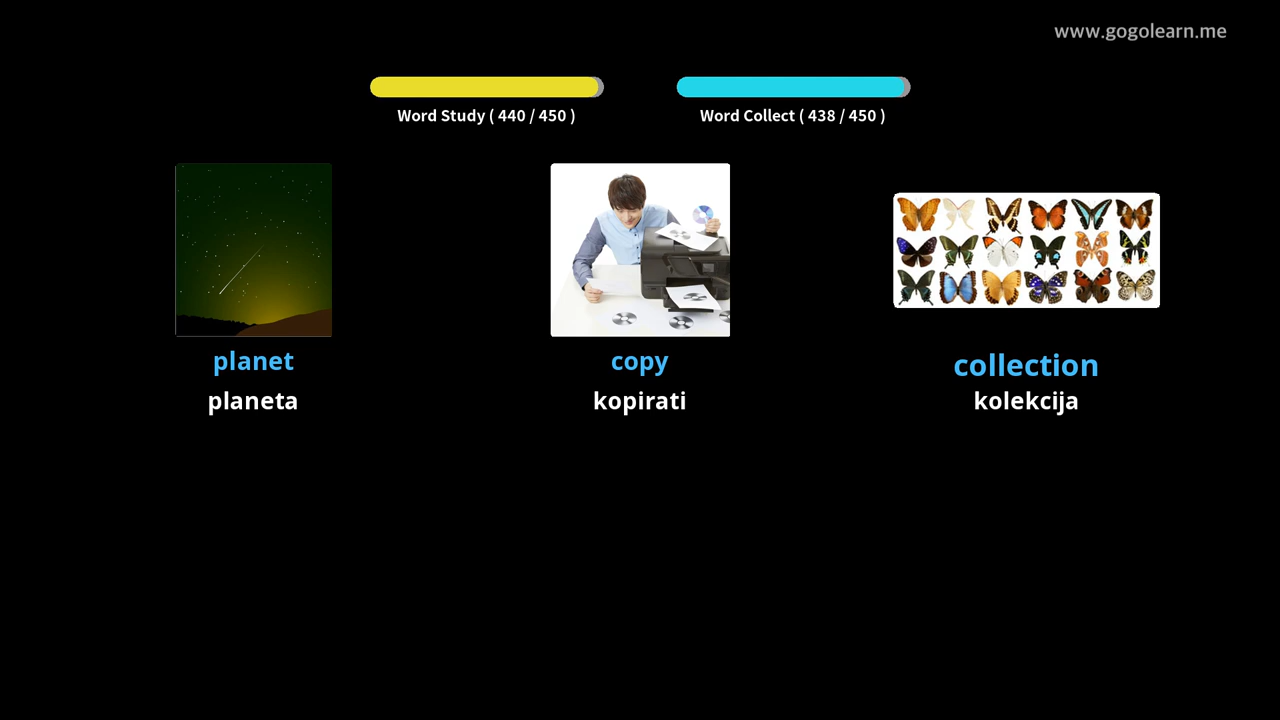 www.gogolearn.me
Word Study ( 440 / 450 )
Word Collect ( 438 / 450 )
planet
copy
collection
planeta
kopirati
kolekcija